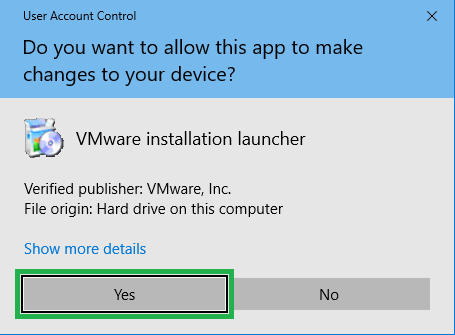 User Account Control
Do you want to allow this app to make
changes to your device?
VMware installation launcher
Verified publisher: VMware, Inc.
File origin: Hard drive on this computer
Show more details
Yes
No